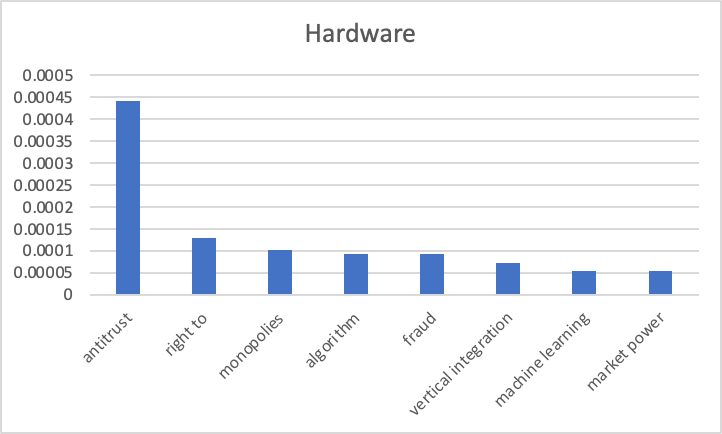 Hardware
0.0005
0.00045
0.0004
0.00035
0.0003
0.00025
0.0002
0.00015
0.0001
0.00005
0
antitrust
right to
monopolies
algorithm
fraud
vertical integration
machine learning
market power